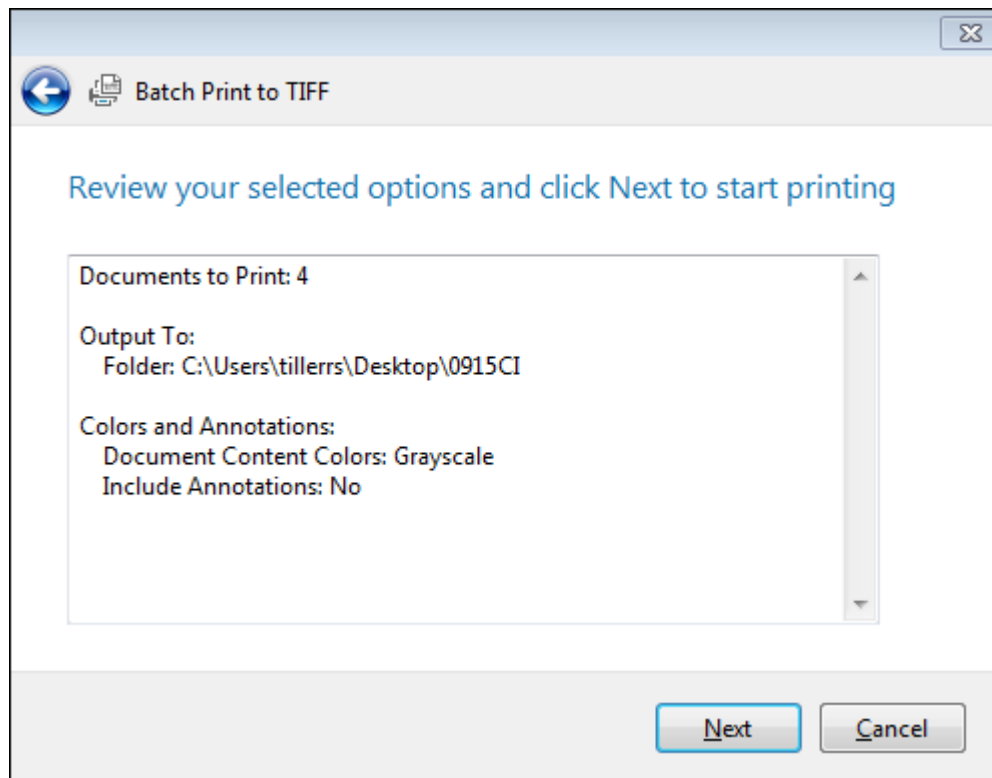 Batch Print to TIFF
Review your selected options and click Next to start printing
Documents to Print: 4
Output To:
Folder: C:\Users\tillerrs\Desktop\0915CI
Colors and Annotations:
Document Content Colors: Grayscale
Include Annotations: No
Next
Cancel